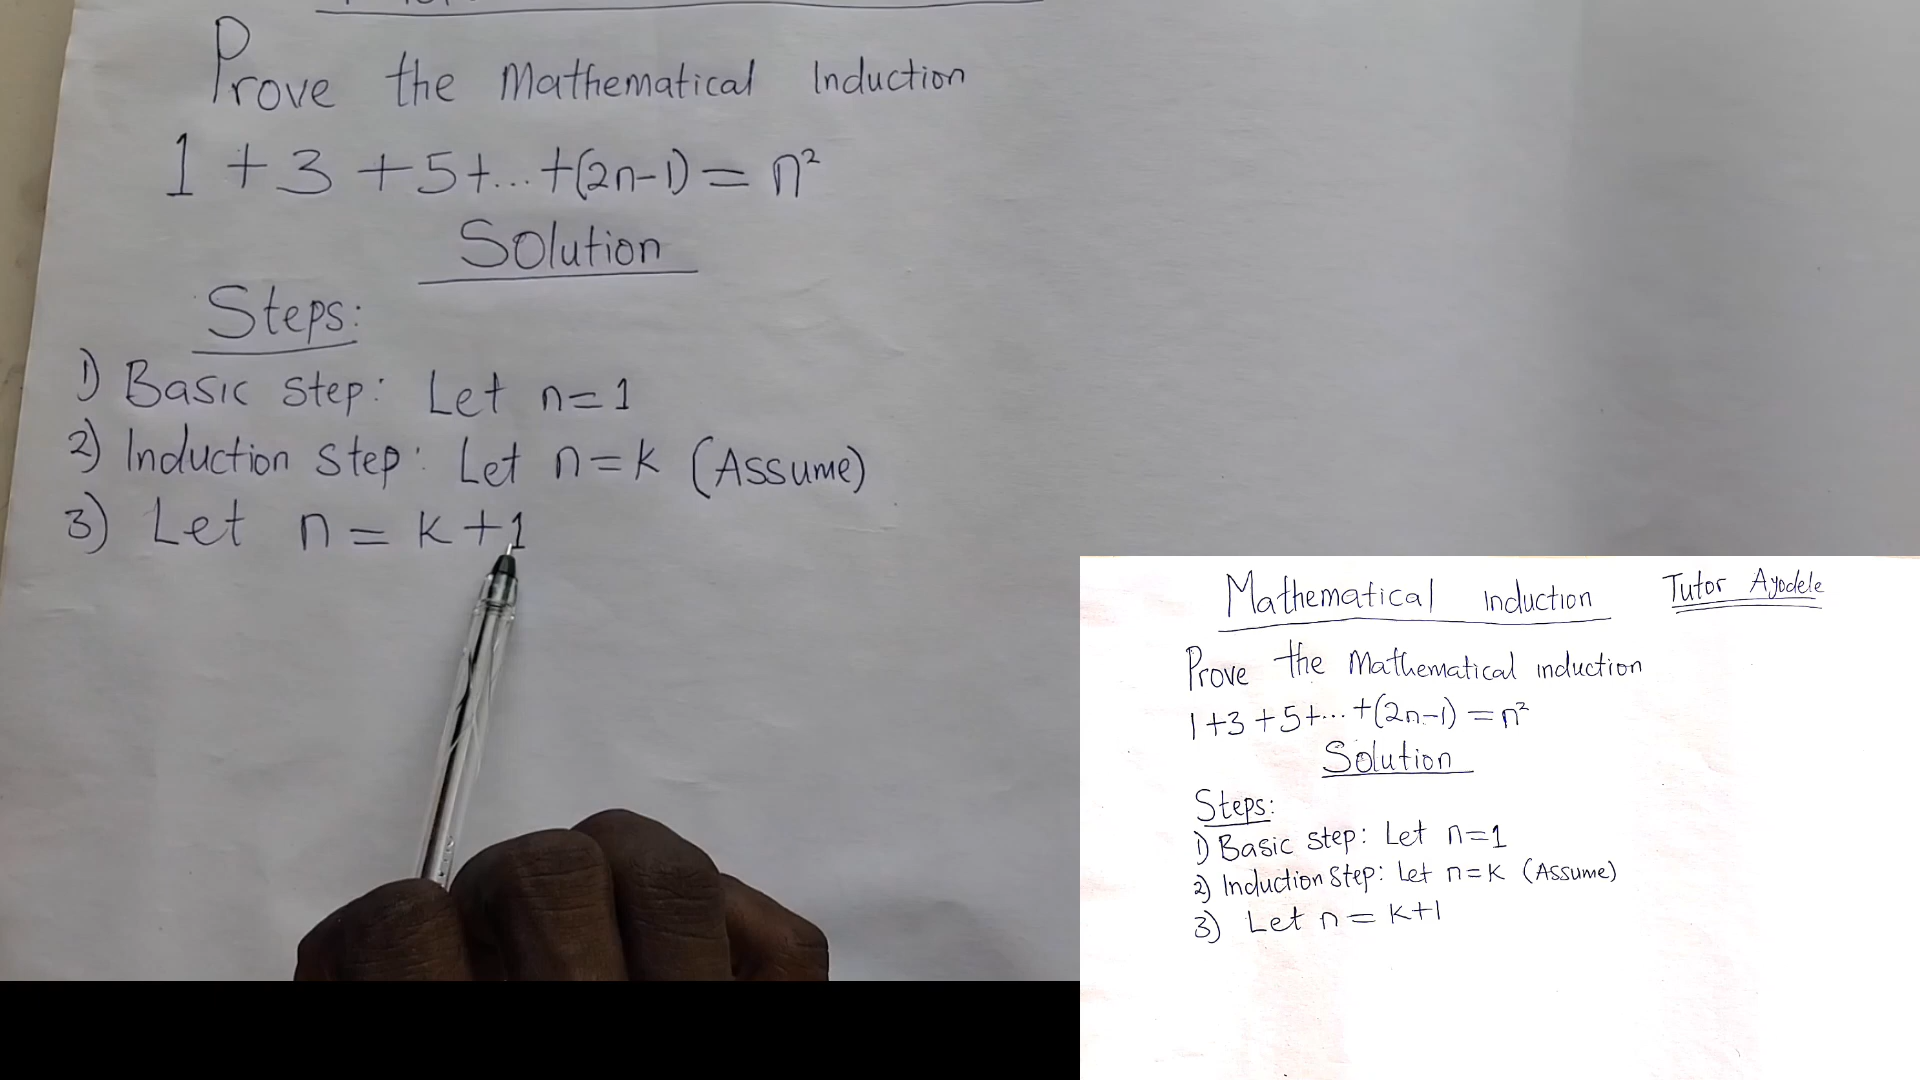 Prove the Mathematical Induction
1 + 3 + 5 + ... + (2n-1) = n²
Solution
Steps:
1) Basic step: Let n=1
2) Induction step: Let n=k (Assume)
3) Let n = k+1
Mathematical induction
Tutor Ayodele
Prove the Mathematical induction
1+3+5+...+(2n-1) = n²
Solution
Steps:
1) Basic step: Let n=1
2) Induction step: Let n=k (Assume)
3) Let n = k+1